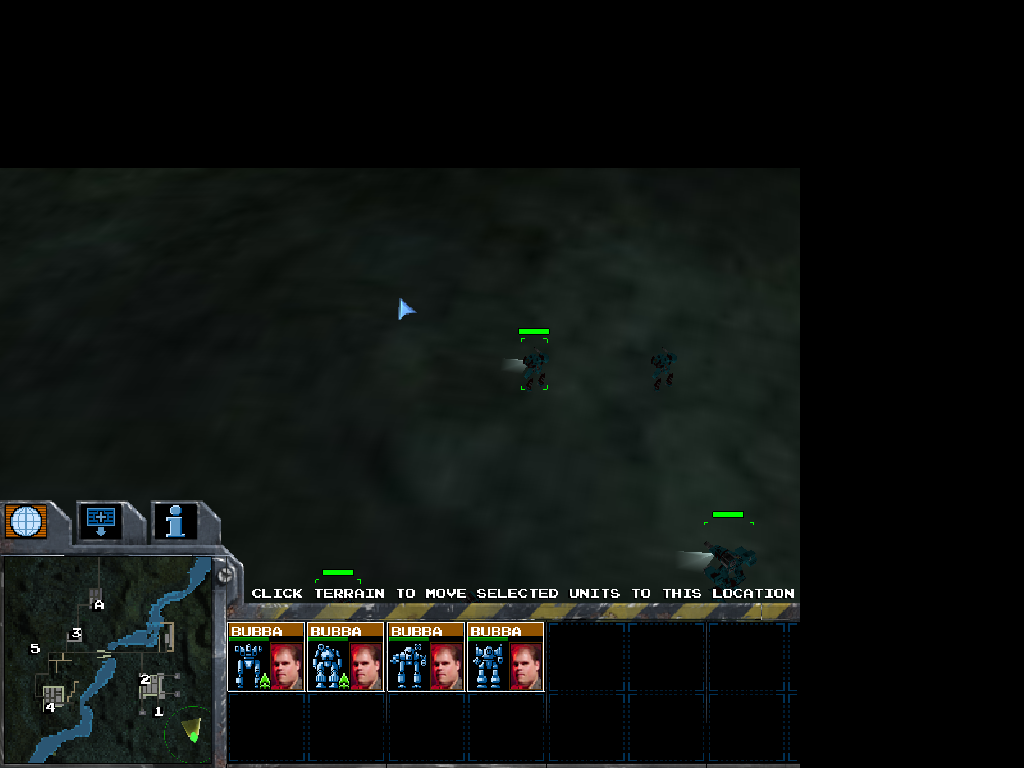 CLICK TERRAIN TO MOVE SELECTED UNITS TO THIS LOCATION
A
3
5
2
4
1
BUBBA BUBBA BUBBA BUBBA